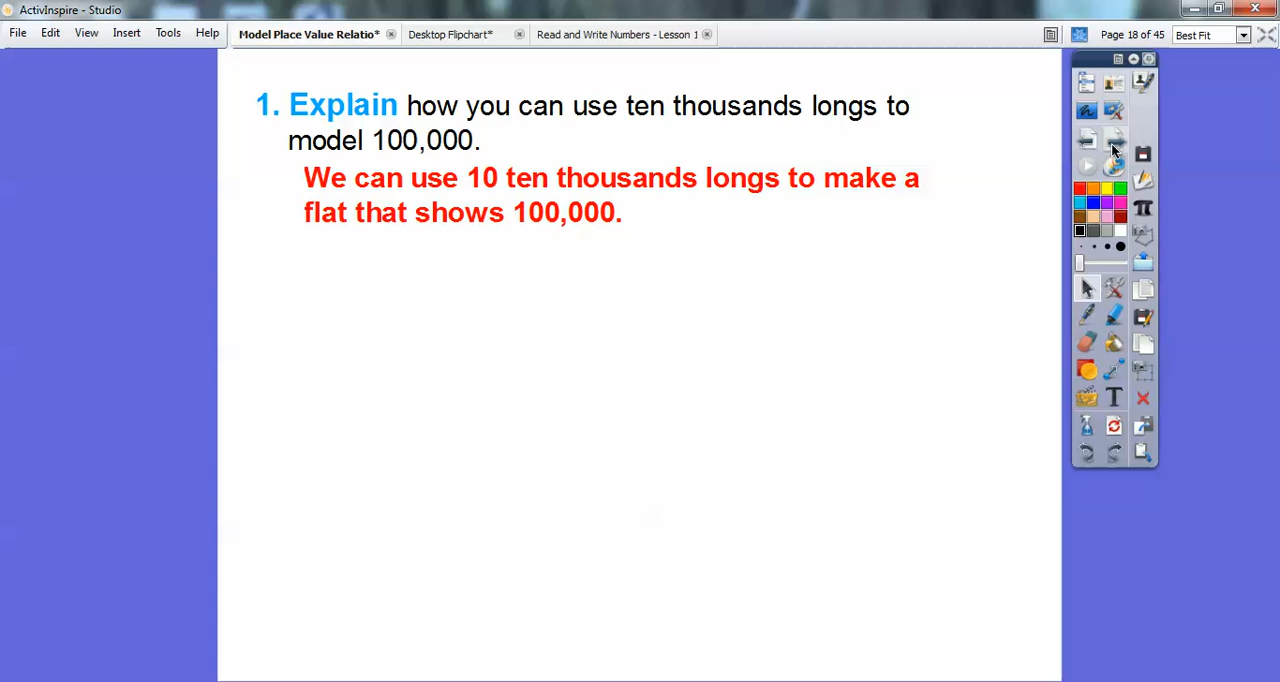 ActivInspire - Studio
File Edit View Insert Tools Help
Model Place Value Relatio* Desktop Flipchart* Read and Write Numbers - Lesson 1
Page 18 of 45 Best Fit
1. Explain how you can use ten thousands longs to
model 100,000.
We can use 10 ten thousands longs to make a
flat that shows 100,000.